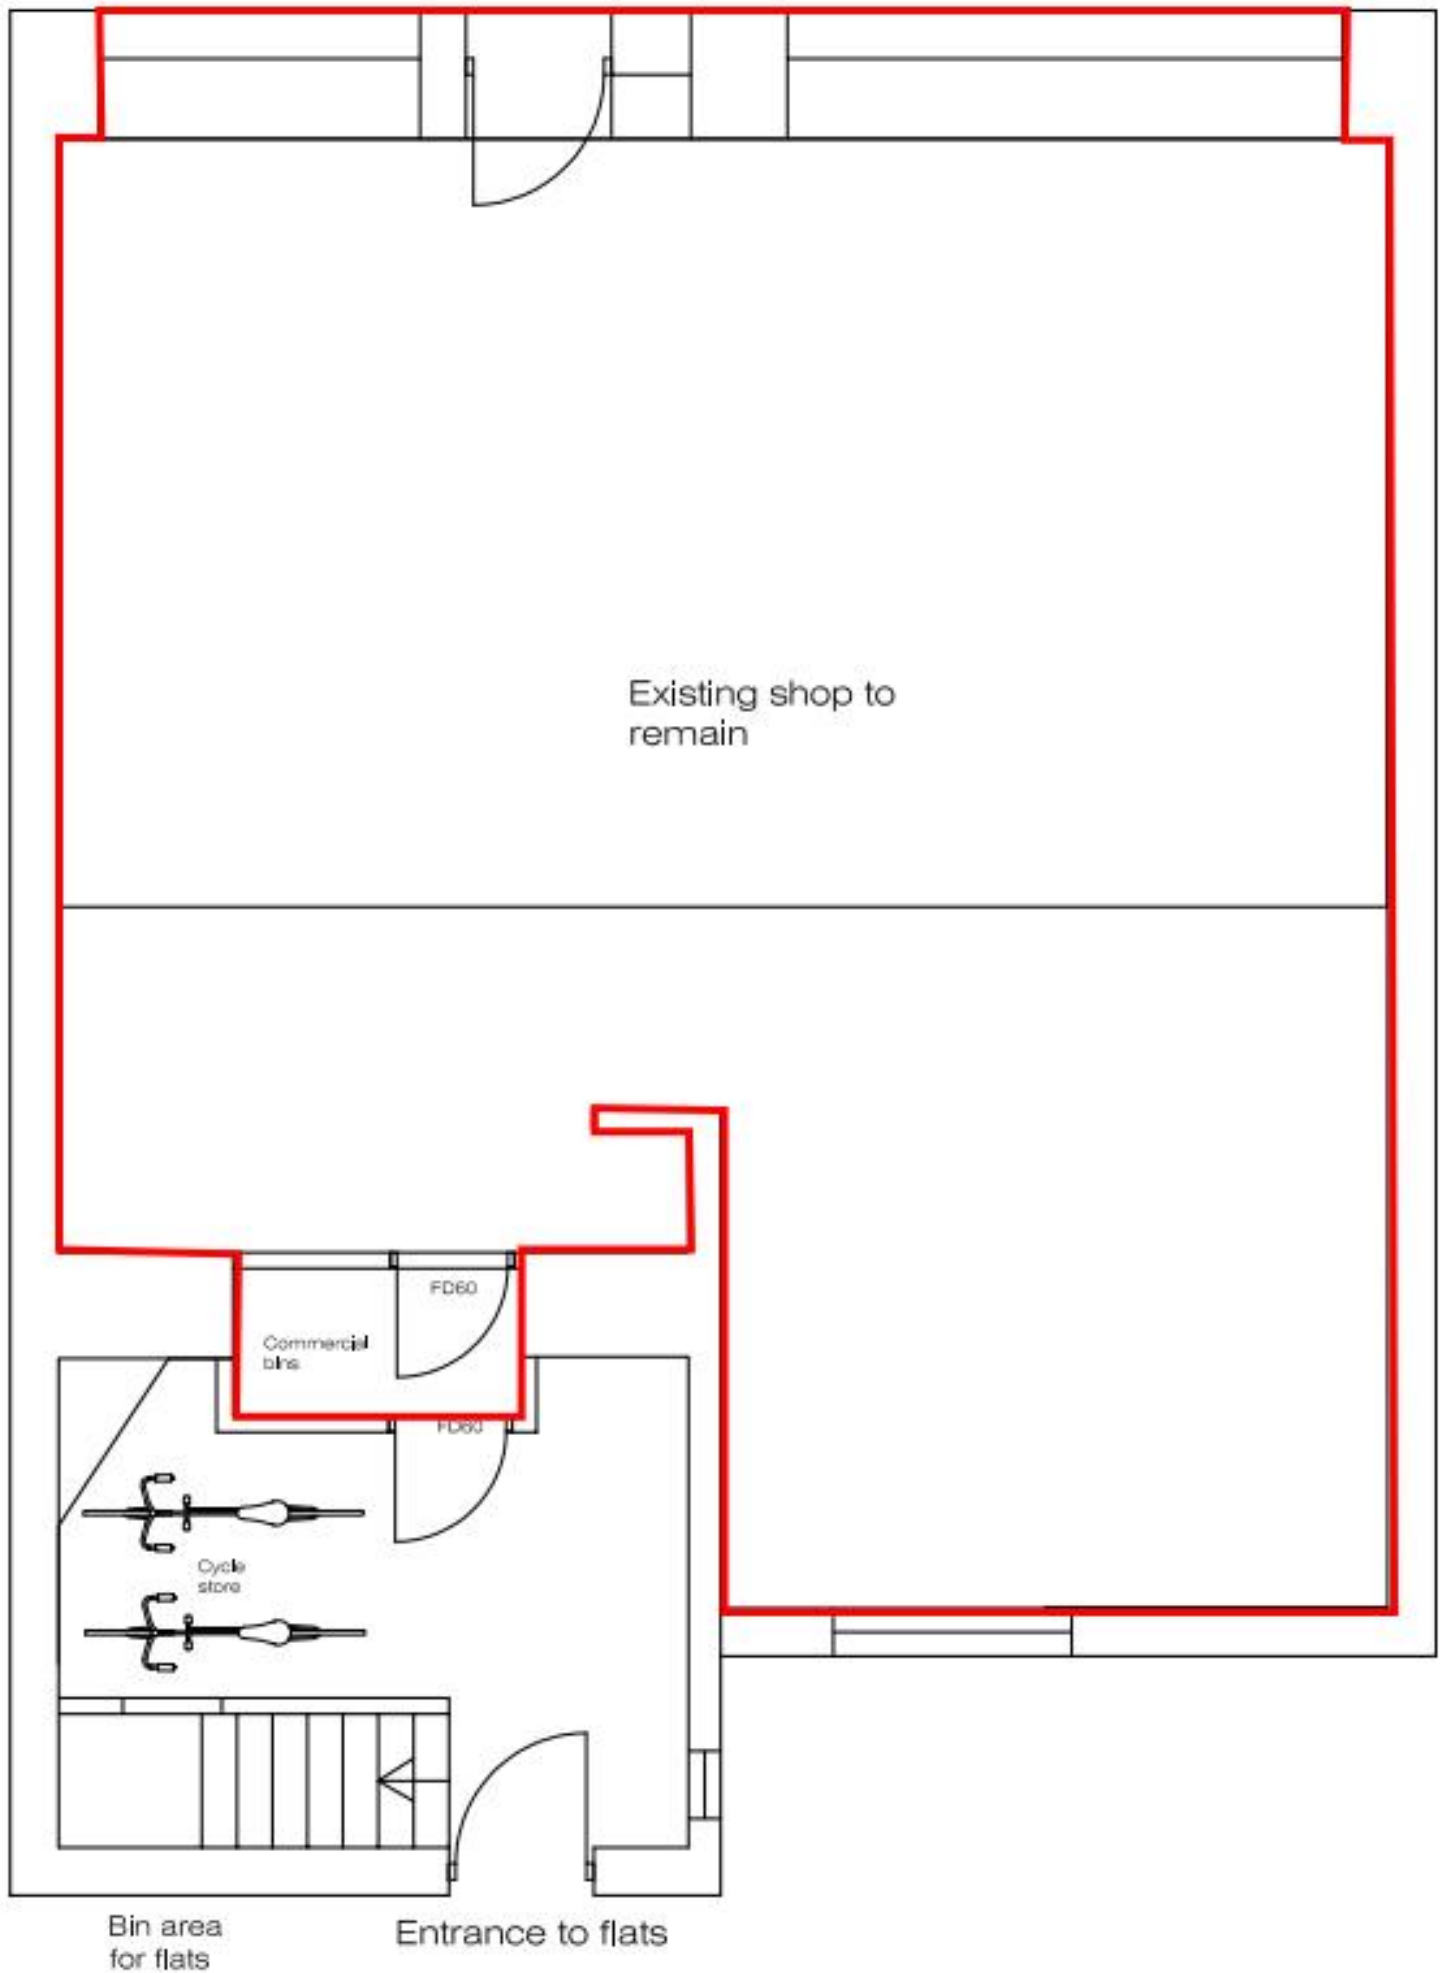 Existing shop to
remain
FD60
Commercial
bins
FD60
Cycle
store
Bin area
for flats
Entrance to flats